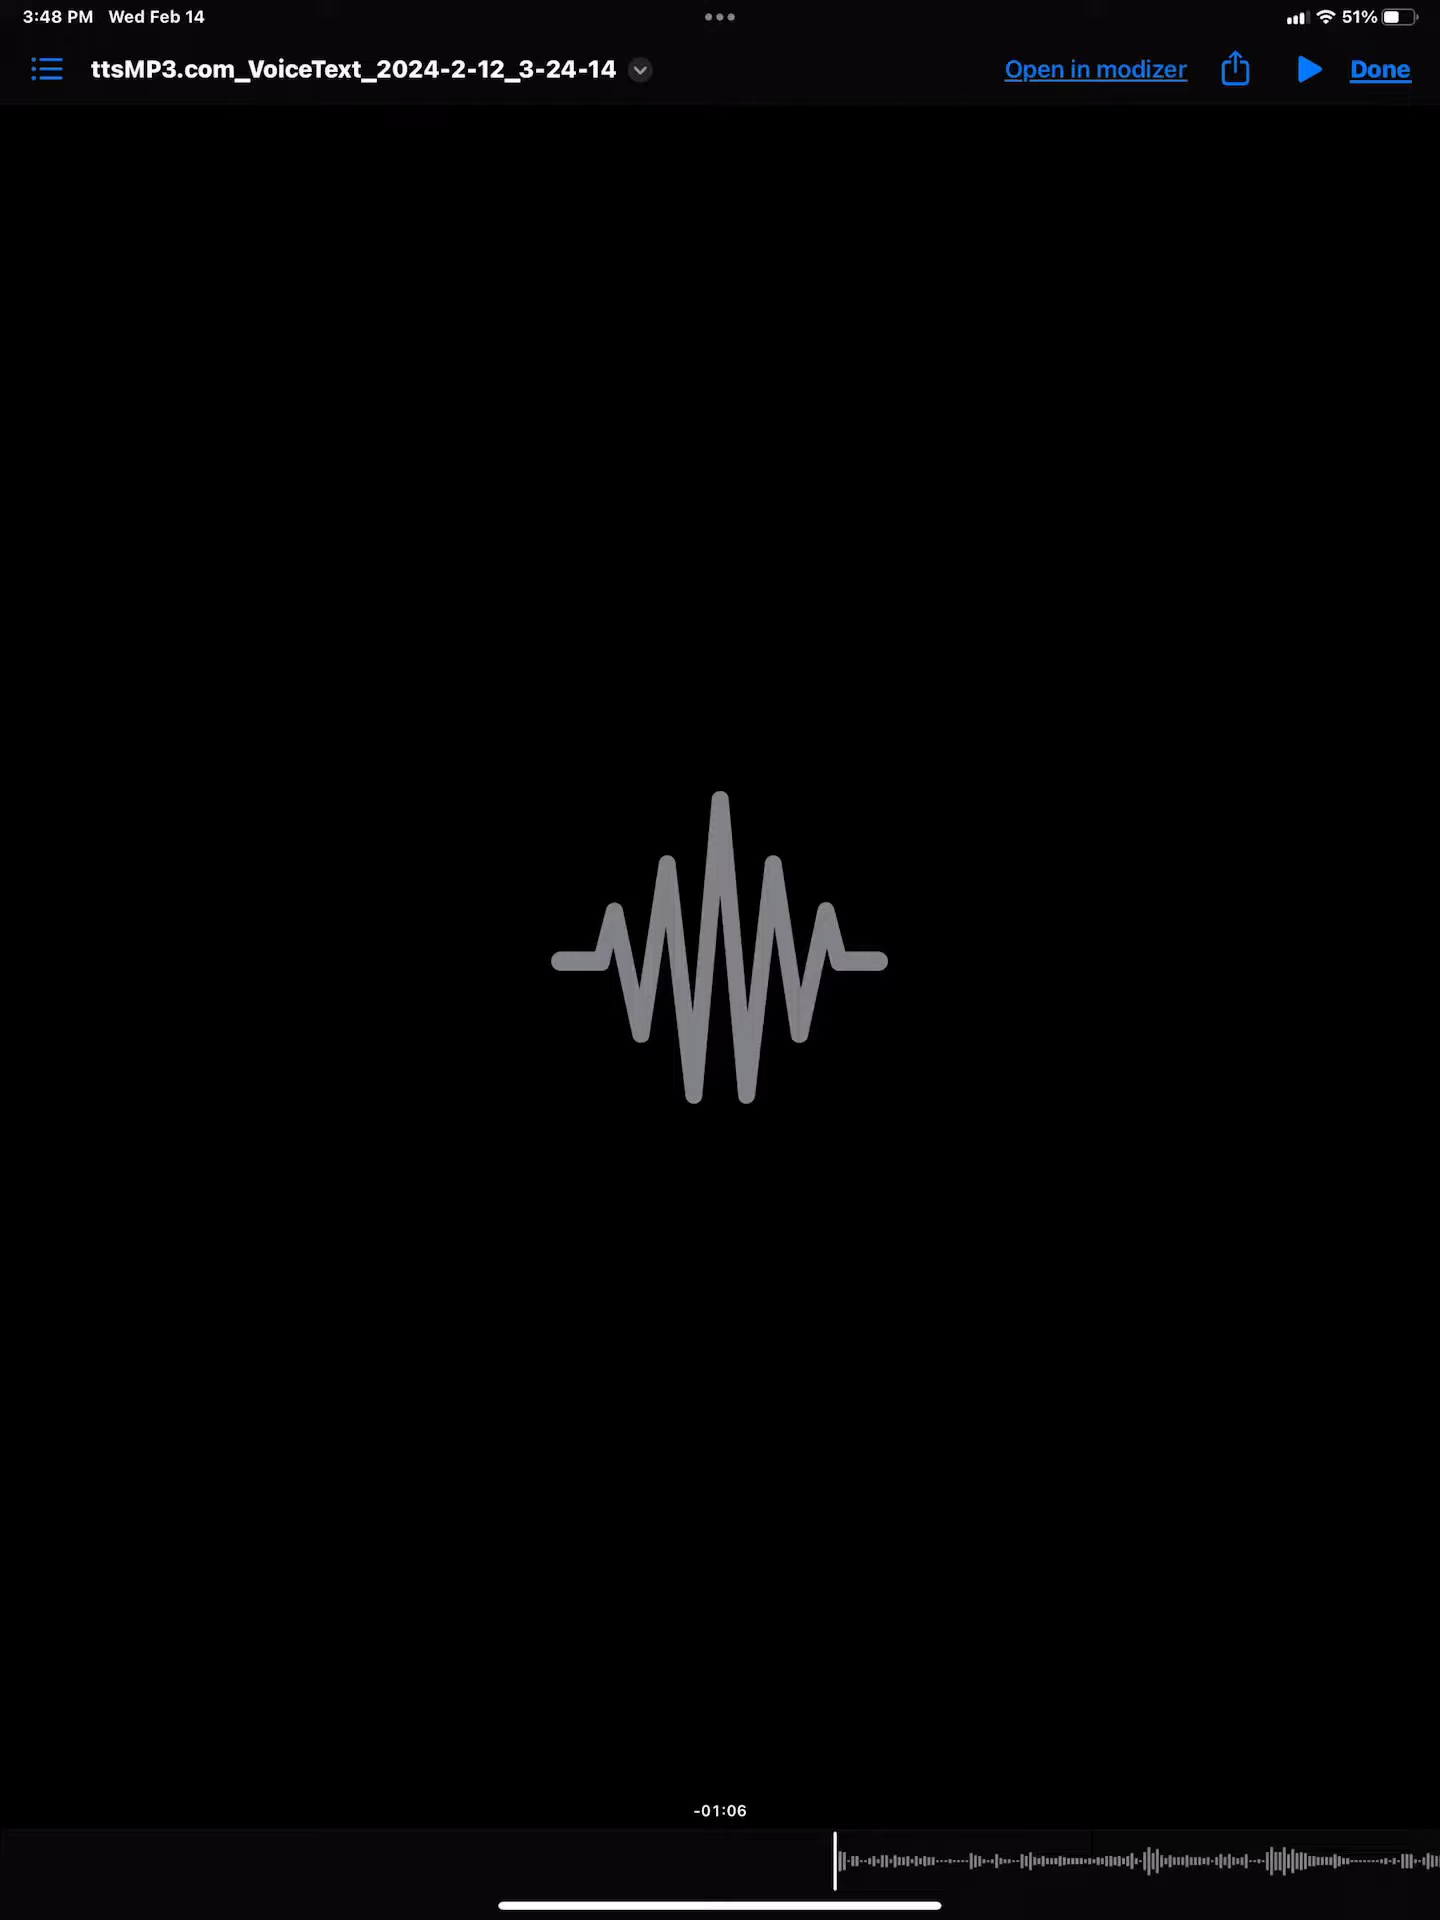 3:48 PM Wed Feb 14
51%
ttsMP3.com_VoiceText_2024-2-12_3-24-14
Open in modizer
Done
-01:06